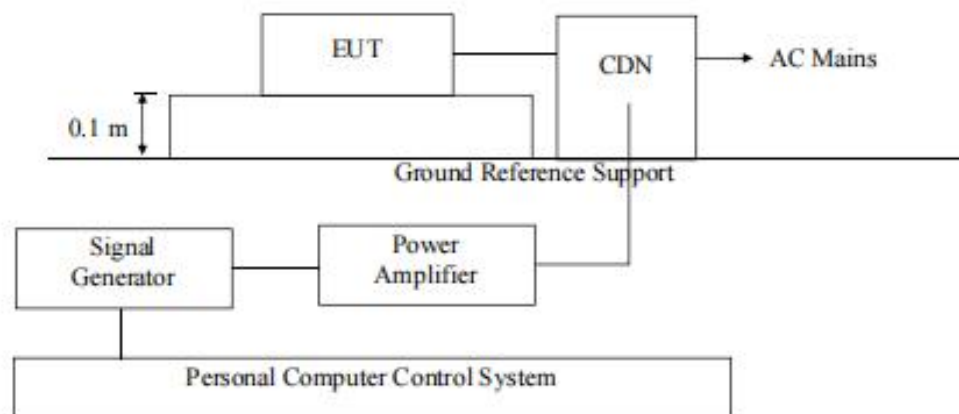 EUT
CDN
AC Mains
0.1 m
Ground Reference Support
Signal
Generator
Power
Amplifier
Personal Computer Control System